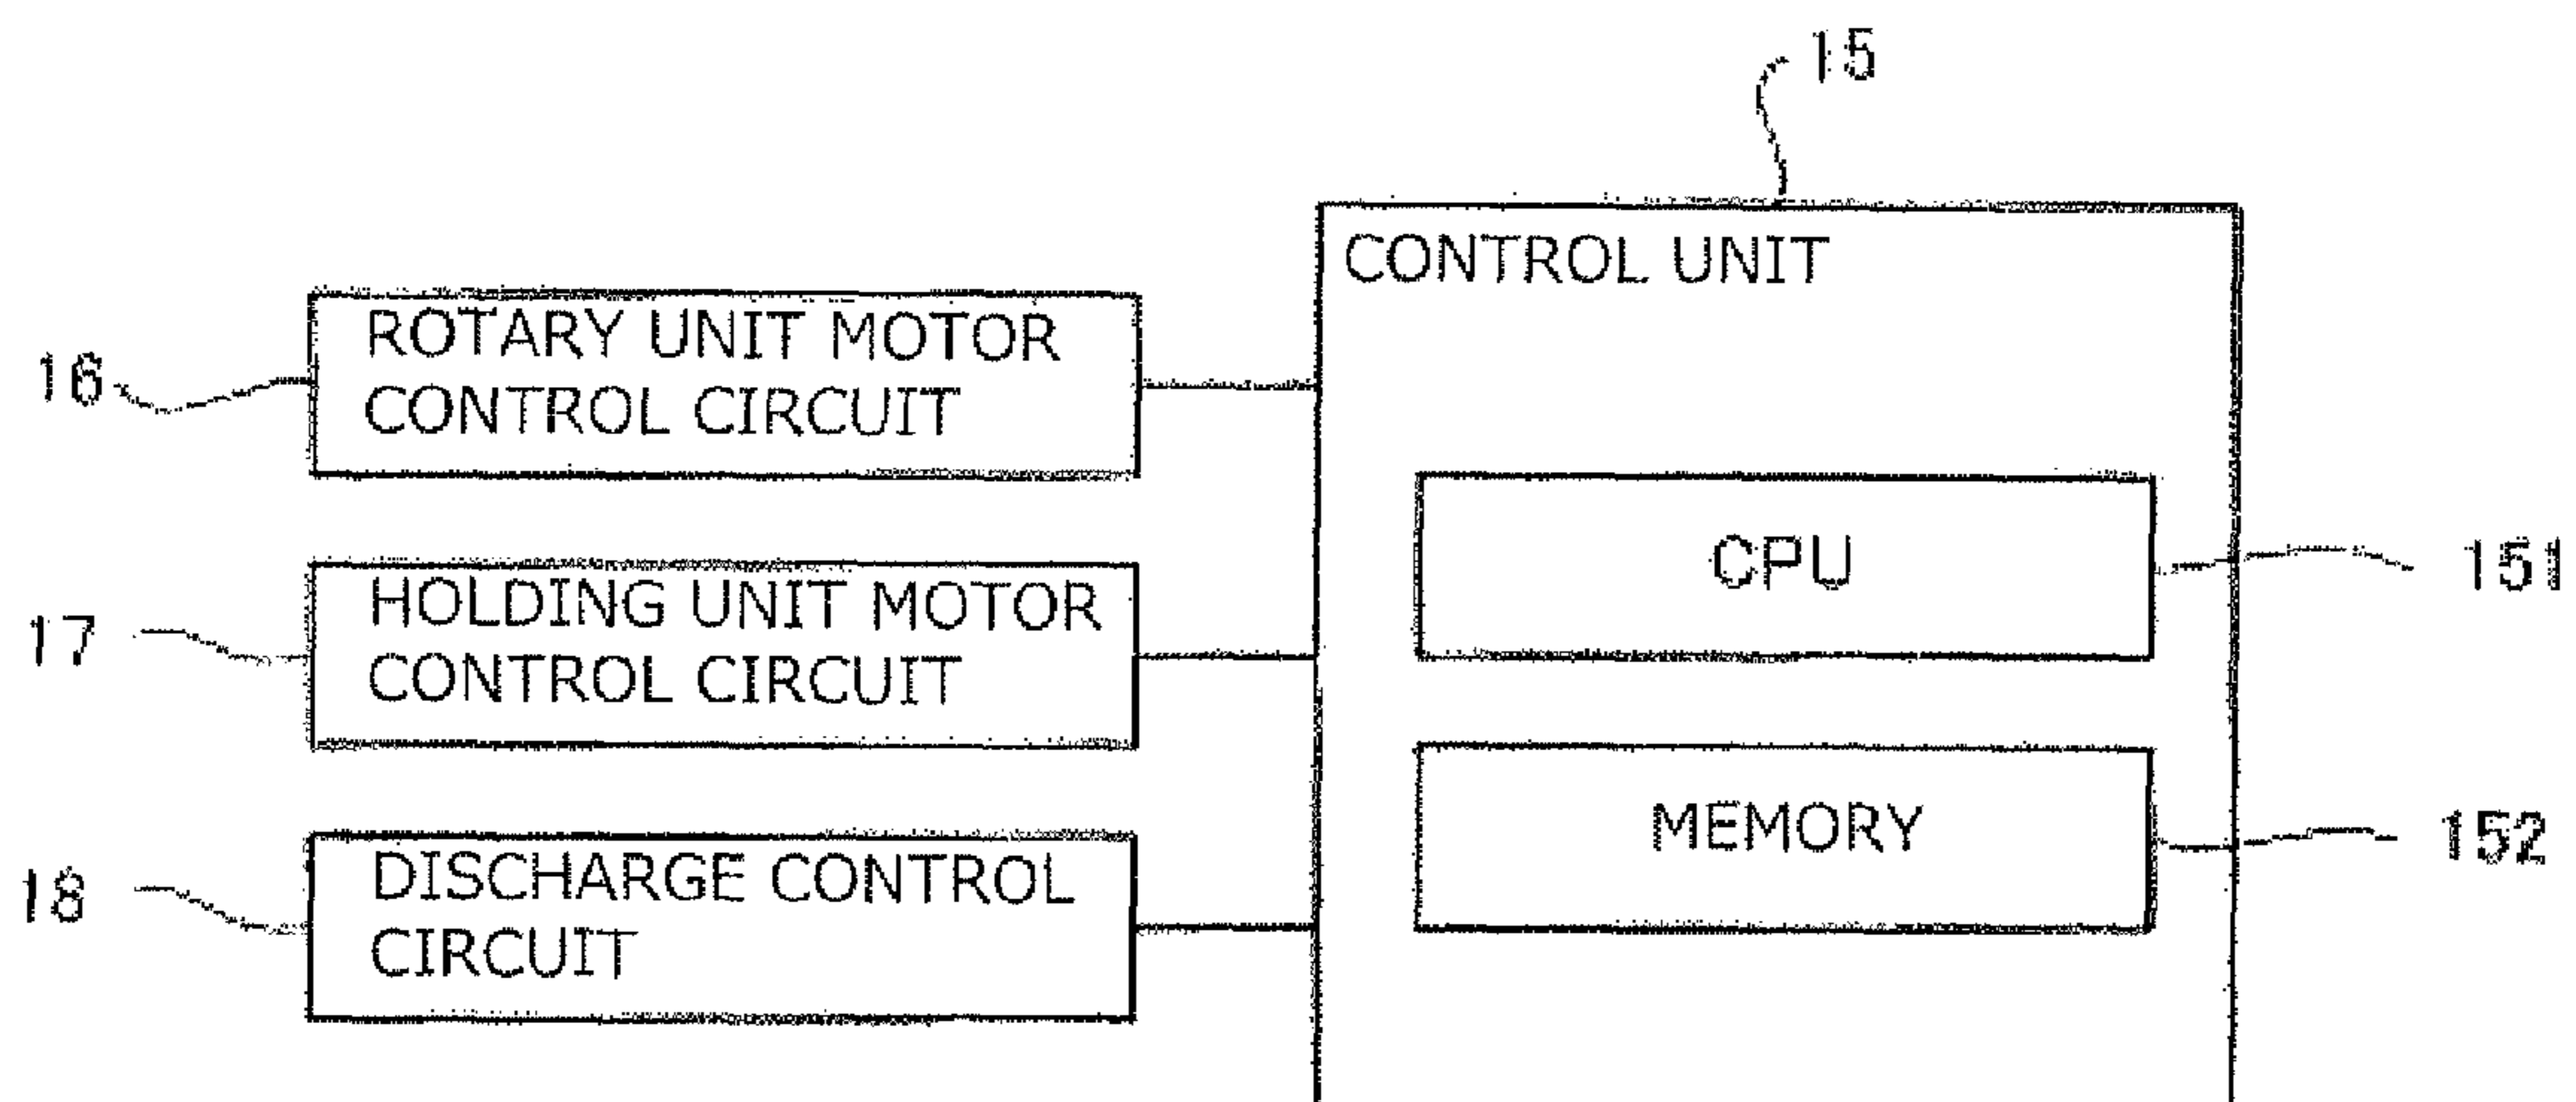 15
CONTROL UNIT
16
ROTARY UNIT MOTOR
CONTROL CIRCUIT
CPU
151
17
HOLDING UNIT MOTOR
CONTROL CIRCUIT
MEMORY
152
18
DISCHARGE CONTROL
CIRCUIT